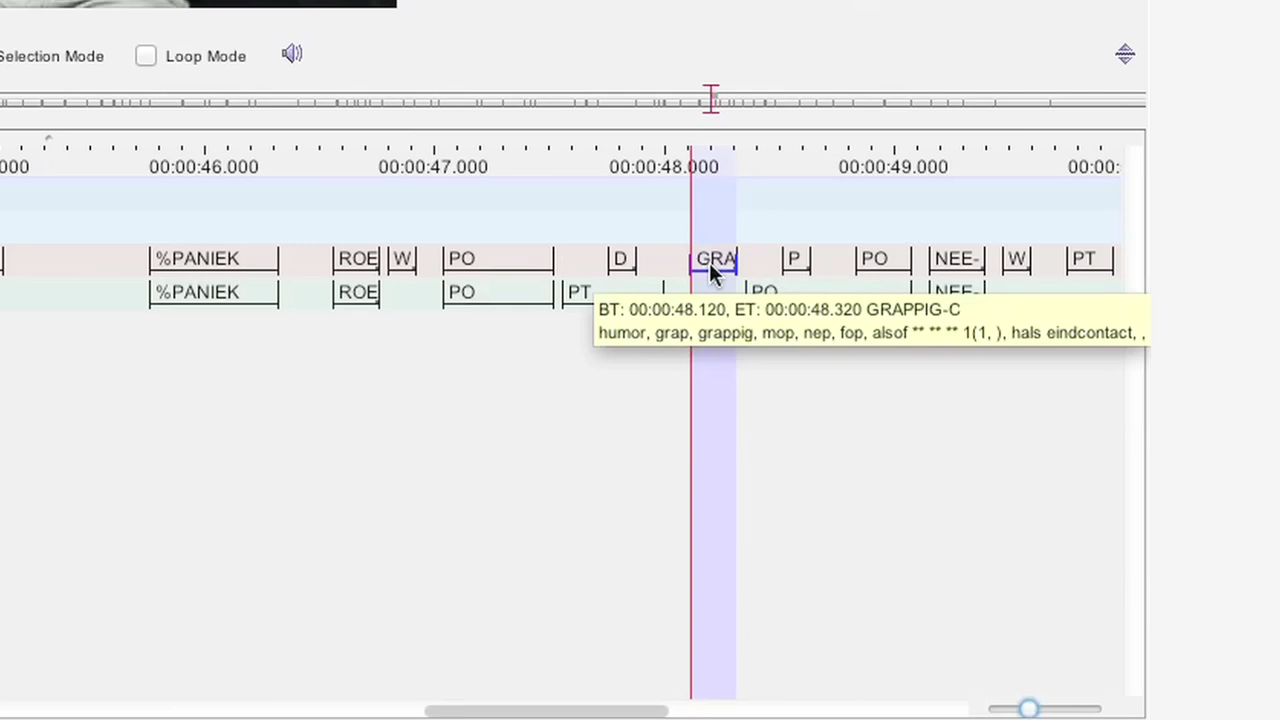 Selection Mode Loop Mode
000 00:00:46.000 00:00:47.000 00:00:48.000 00:00:49.000 00:00:
%PANIEK ROE W PO D GRA P PO NEE- W PT
%PANIEK ROE PO PT PO NEE-
BT: 00:00:48.120, ET: 00:00:48.320 GRAPPIG-C
humor, grap, grappig, mop, nep, fop, alsof ** ** ** 1(1, ), hals eindcontact, ,